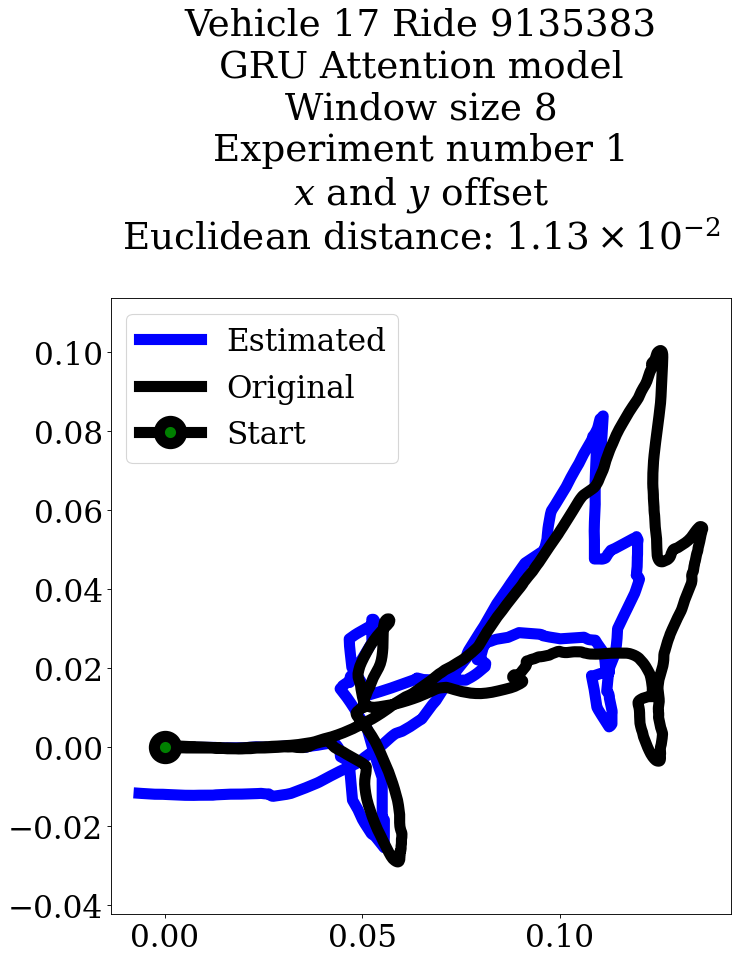 Vehicle 17 Ride 9135383
GRU Attention model
Window size 8
Experiment number 1
x and y offset
Euclidean distance: 1.13 × 10⁻²
Estimated
Original
Start
0.10
0.08
0.06
0.04
0.02
0.00
−0.02
−0.04
0.00 0.05 0.10